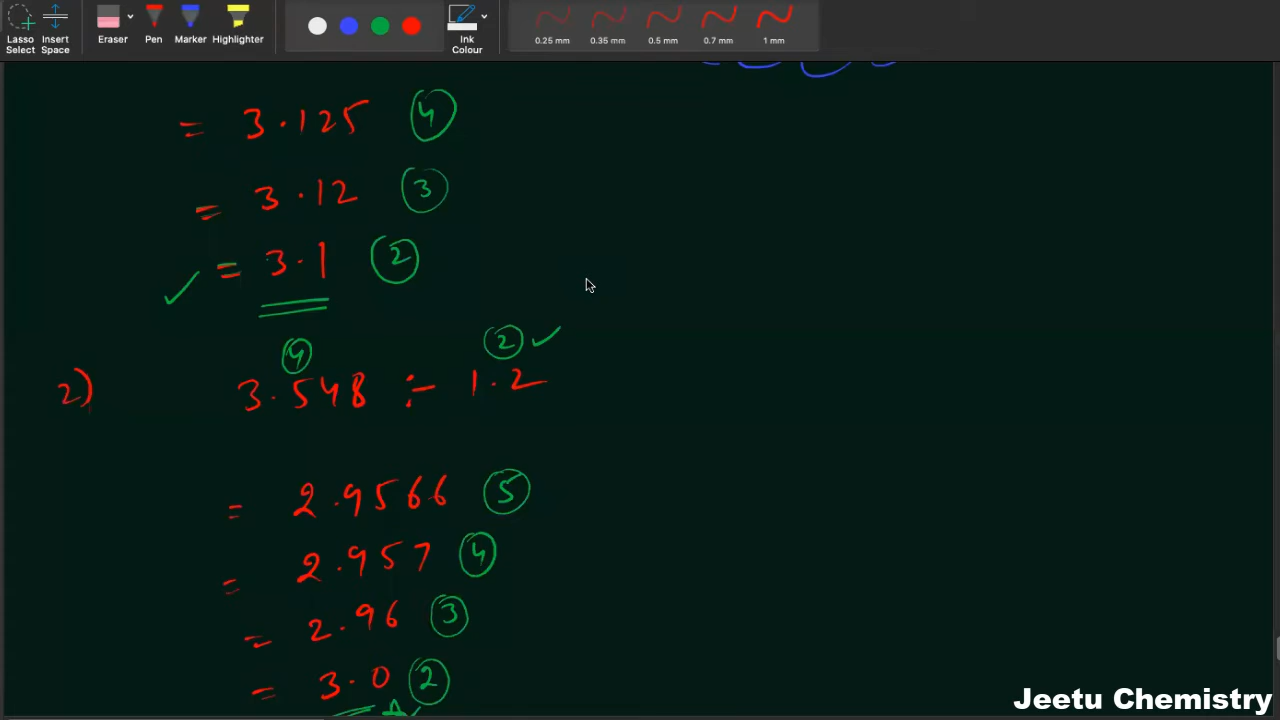 Lasso Select
Insert Space
Eraser
Pen
Marker
Highlighter
Ink Colour
0.25 mm
0.35 mm
0.5 mm
0.7 mm
1 mm
= 3.125 4
= 3.12 3
= 3.1 2
4 2
2) 3.548 ÷ 1.2
= 2.9566 5
= 2.957 4
= 2.96 3
= 3.0 2
Jeetu Chemistry